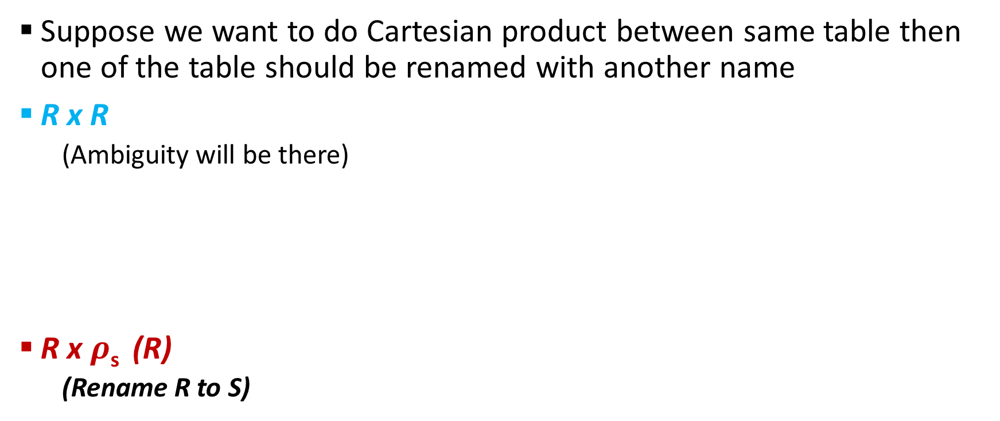 ▪ Suppose we want to do Cartesian product between same table then
one of the table should be renamed with another name
▪ R x R
(Ambiguity will be there)
▪ R x ρs (R)
(Rename R to S)